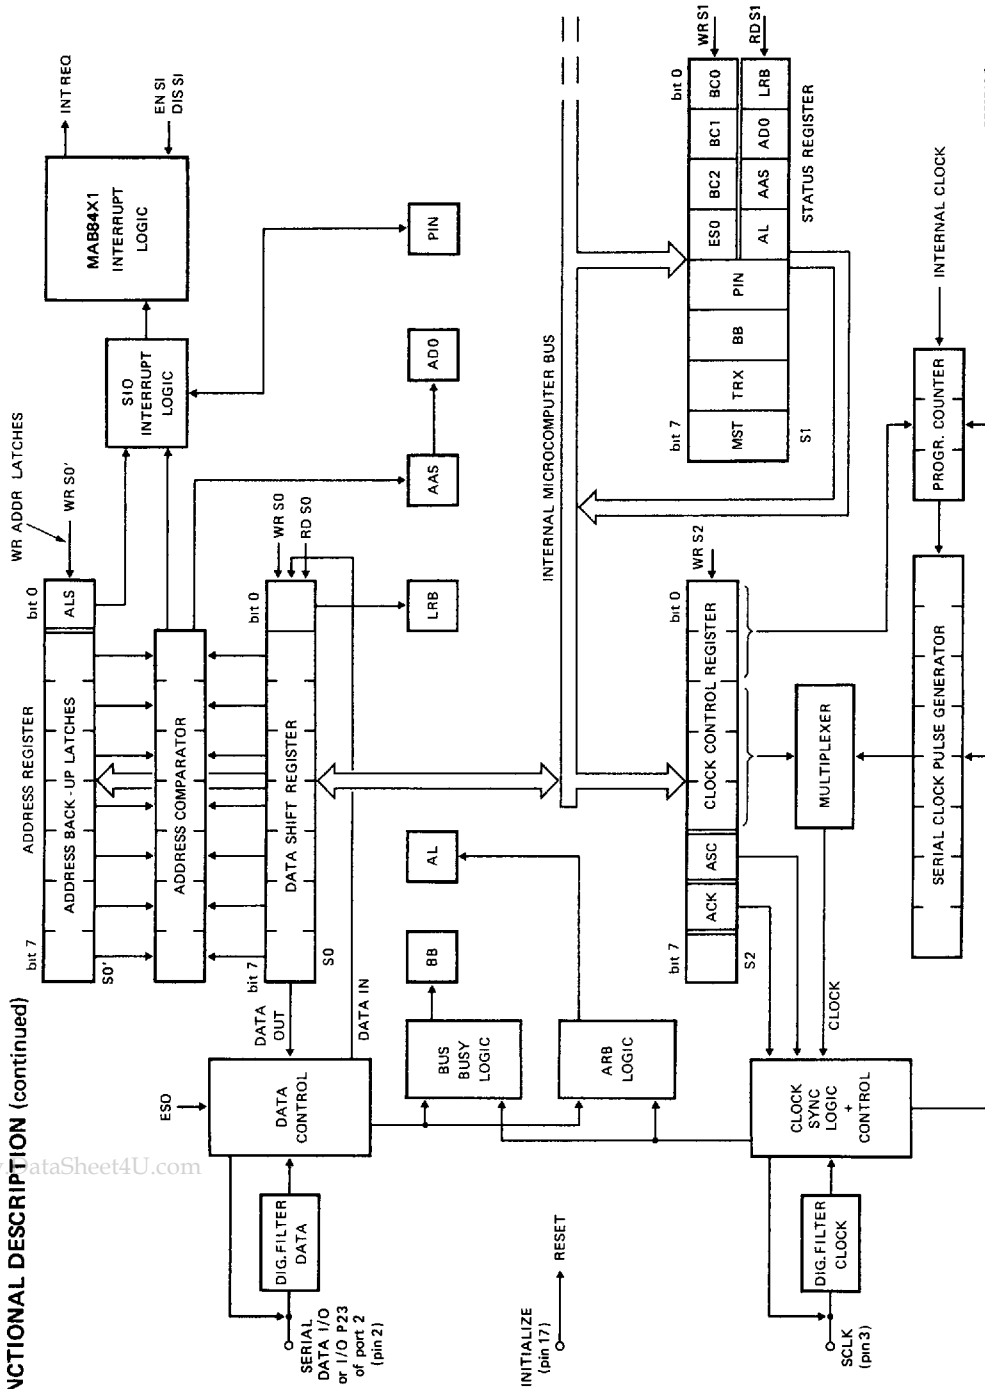 NCTIONAL DESCRIPTION (continued)
DataSheet4U.com
WR ADDR LATCHES
WR S0'
ADDRESS REGISTER
bit 7
bit 0
ADDRESS BACK-UP LATCHES
ALS
S0'
ADDRESS COMPARATOR
bit 7
bit 0
DATA SHIFT REGISTER
S0
WR S0
RD S0
SIO
INTERRUPT
LOGIC
MAB84X1
INTERRUPT
LOGIC
INT REQ
EN SI
DIS SI
LRB
AAS
AD0
PIN
ESO
DATA
OUT
DATA IN
DATA
CONTROL
DIG.FILTER
DATA
SERIAL
DATA I/O
or I/O P23
of port 2
(pin 2)
BUS
BUSY
LOGIC
BB
AL
ARB
LOGIC
INITIALIZE
(pin 17)
RESET
INTERNAL MICROCOMPUTER BUS
bit 7
bit 0
ACK
ASC
CLOCK CONTROL REGISTER
WR S2
S2
bit 7
bit 0
MST
TRX
BB
PIN
ESO
BC2
BC1
BC0
AL
AAS
AD0
LRB
WR S1
RD S1
S1
STATUS REGISTER
CLOCK
SYNC
LOGIC
+
CONTROL
CLOCK
MULTIPLEXER
DIG.FILTER
CLOCK
SCLK
(pin3)
SERIAL CLOCK PULSE GENERATOR
PROGR. COUNTER
INTERNAL CLOCK